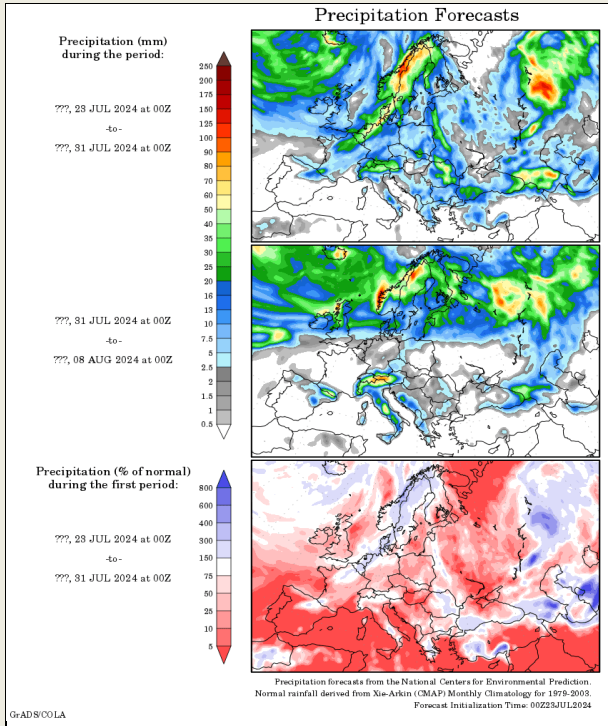 Precipitation Forecasts
Precipitation (mm)
during the period:
???, 23 JUL 2024 at 00Z
-to-
???, 31 JUL 2024 at 00Z
250
200
175
150
125
100
90
80
70
60
50
40
35
30
25
20
16
13
10
7.5
5
2.5
2
1.5
1
0.5
???, 31 JUL 2024 at 00Z
-to-
???, 08 AUG 2024 at 00Z
Precipitation (% of normal)
during the first period:
???, 23 JUL 2024 at 00Z
-to-
???, 31 JUL 2024 at 00Z
800
600
400
300
150
75
50
25
10
5
Precipitation forecasts from the National Centers for Environmental Prediction.
Normal rainfall derived from Xie-Arkin (CMAP) Monthly Climatology for 1979-2003.
Forecast Initialization Time: 00Z23JUL2024
GrADS/COLA